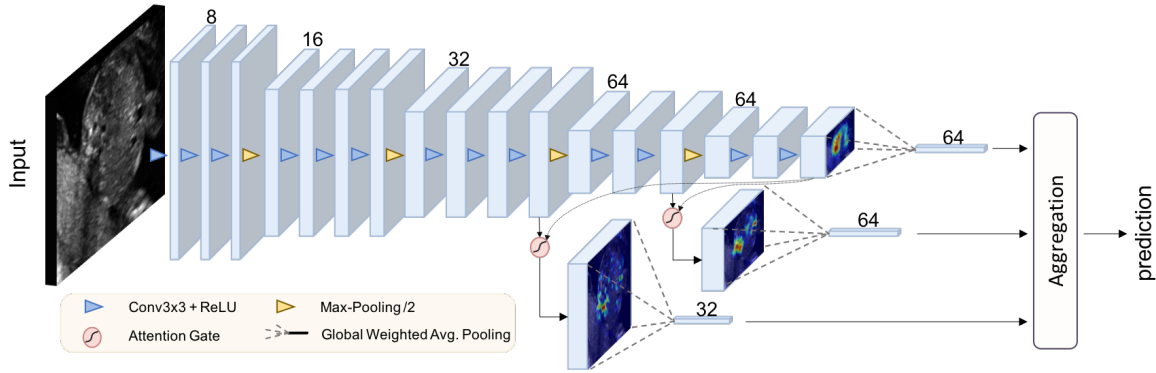 8
16
32
64
64
64
Input
64
32
Aggregation
prediction
Conv3x3 + ReLU
Max-Pooling /2
Attention Gate
Global Weighted Avg. Pooling